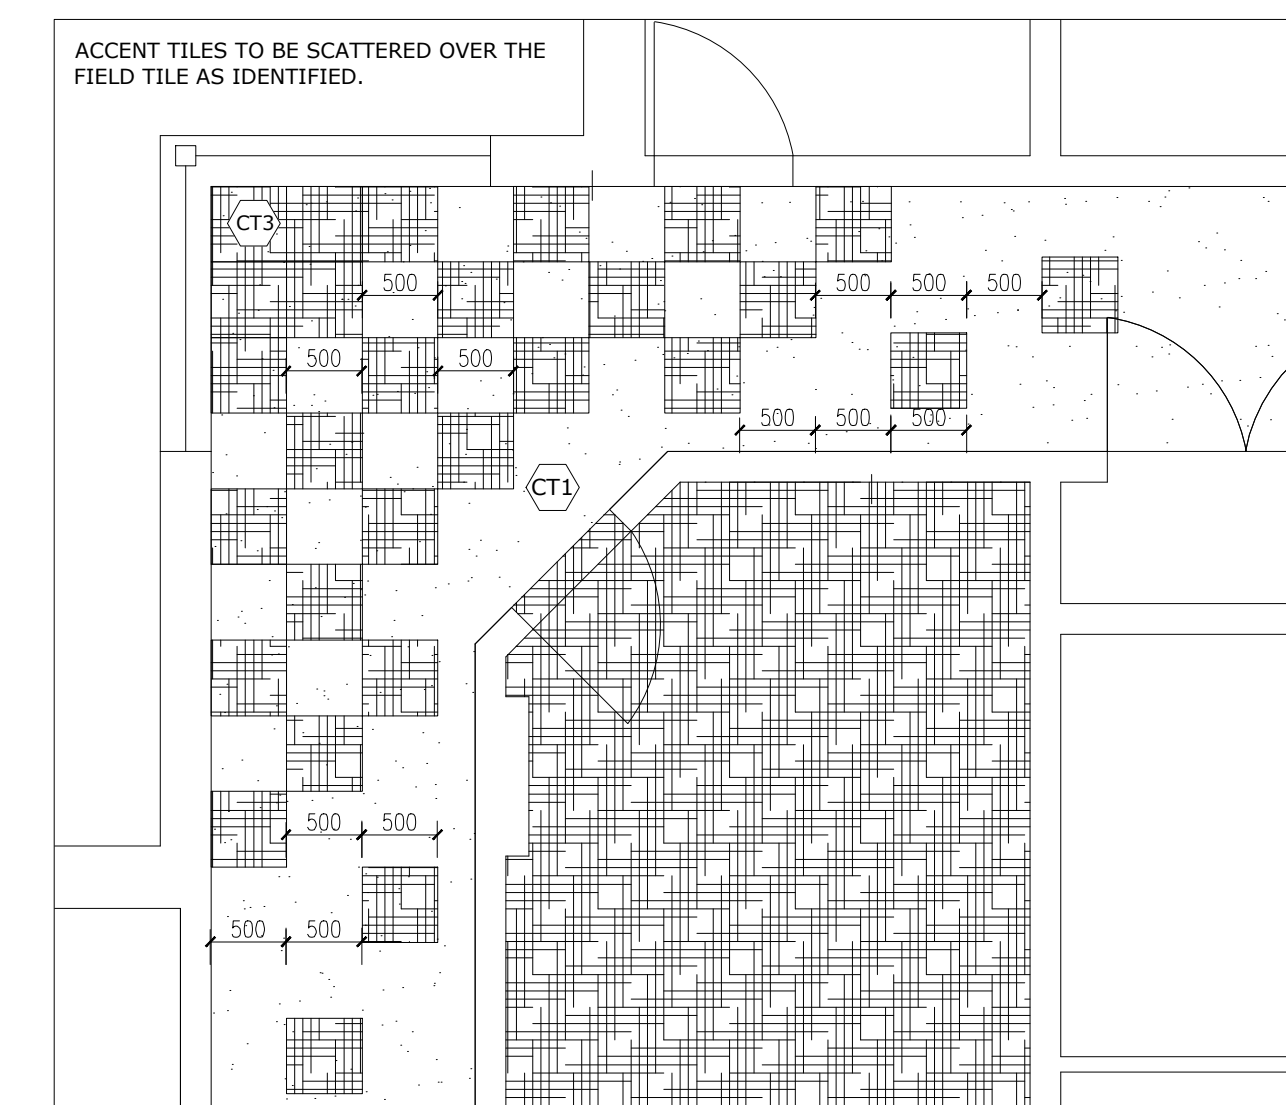 ACCENT TILES TO BE SCATTERED OVER THE
FIELD TILE AS IDENTIFIED.
CT3
500
500 500 500
500 500
500 500 500
CT1
500 500
500 500